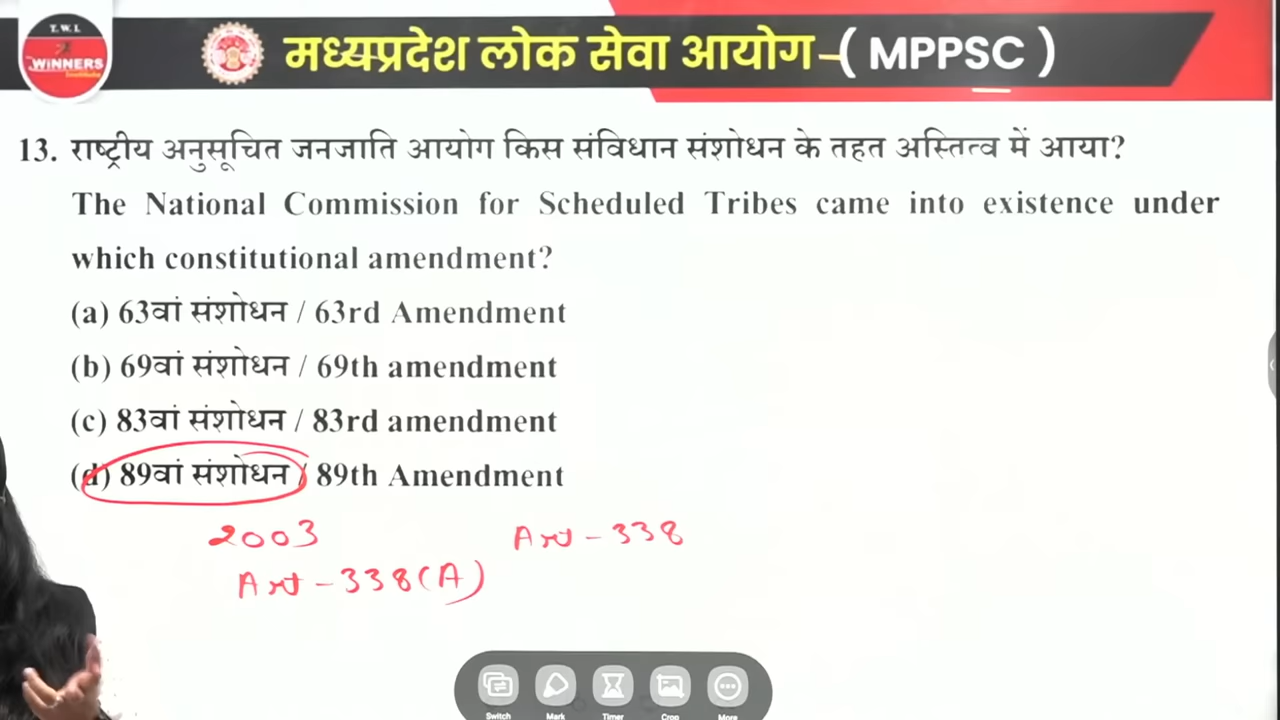 T.W.I.
WINNERS
मध्यप्रदेश लोक सेवा आयोग–( MPPSC )
13. राष्ट्रीय अनुसूचित जनजाति आयोग किस संविधान संशोधन के तहत अस्तित्व में आया?
The National Commission for Scheduled Tribes came into existence under
which constitutional amendment?
(a) 63वां संशोधन / 63rd Amendment
(b) 69वां संशोधन / 69th amendment
(c) 83वां संशोधन / 83rd amendment
(d) 89वां संशोधन / 89th Amendment
2003 Art - 338
Art - 338(A)
Switch Mark Timer Crop More